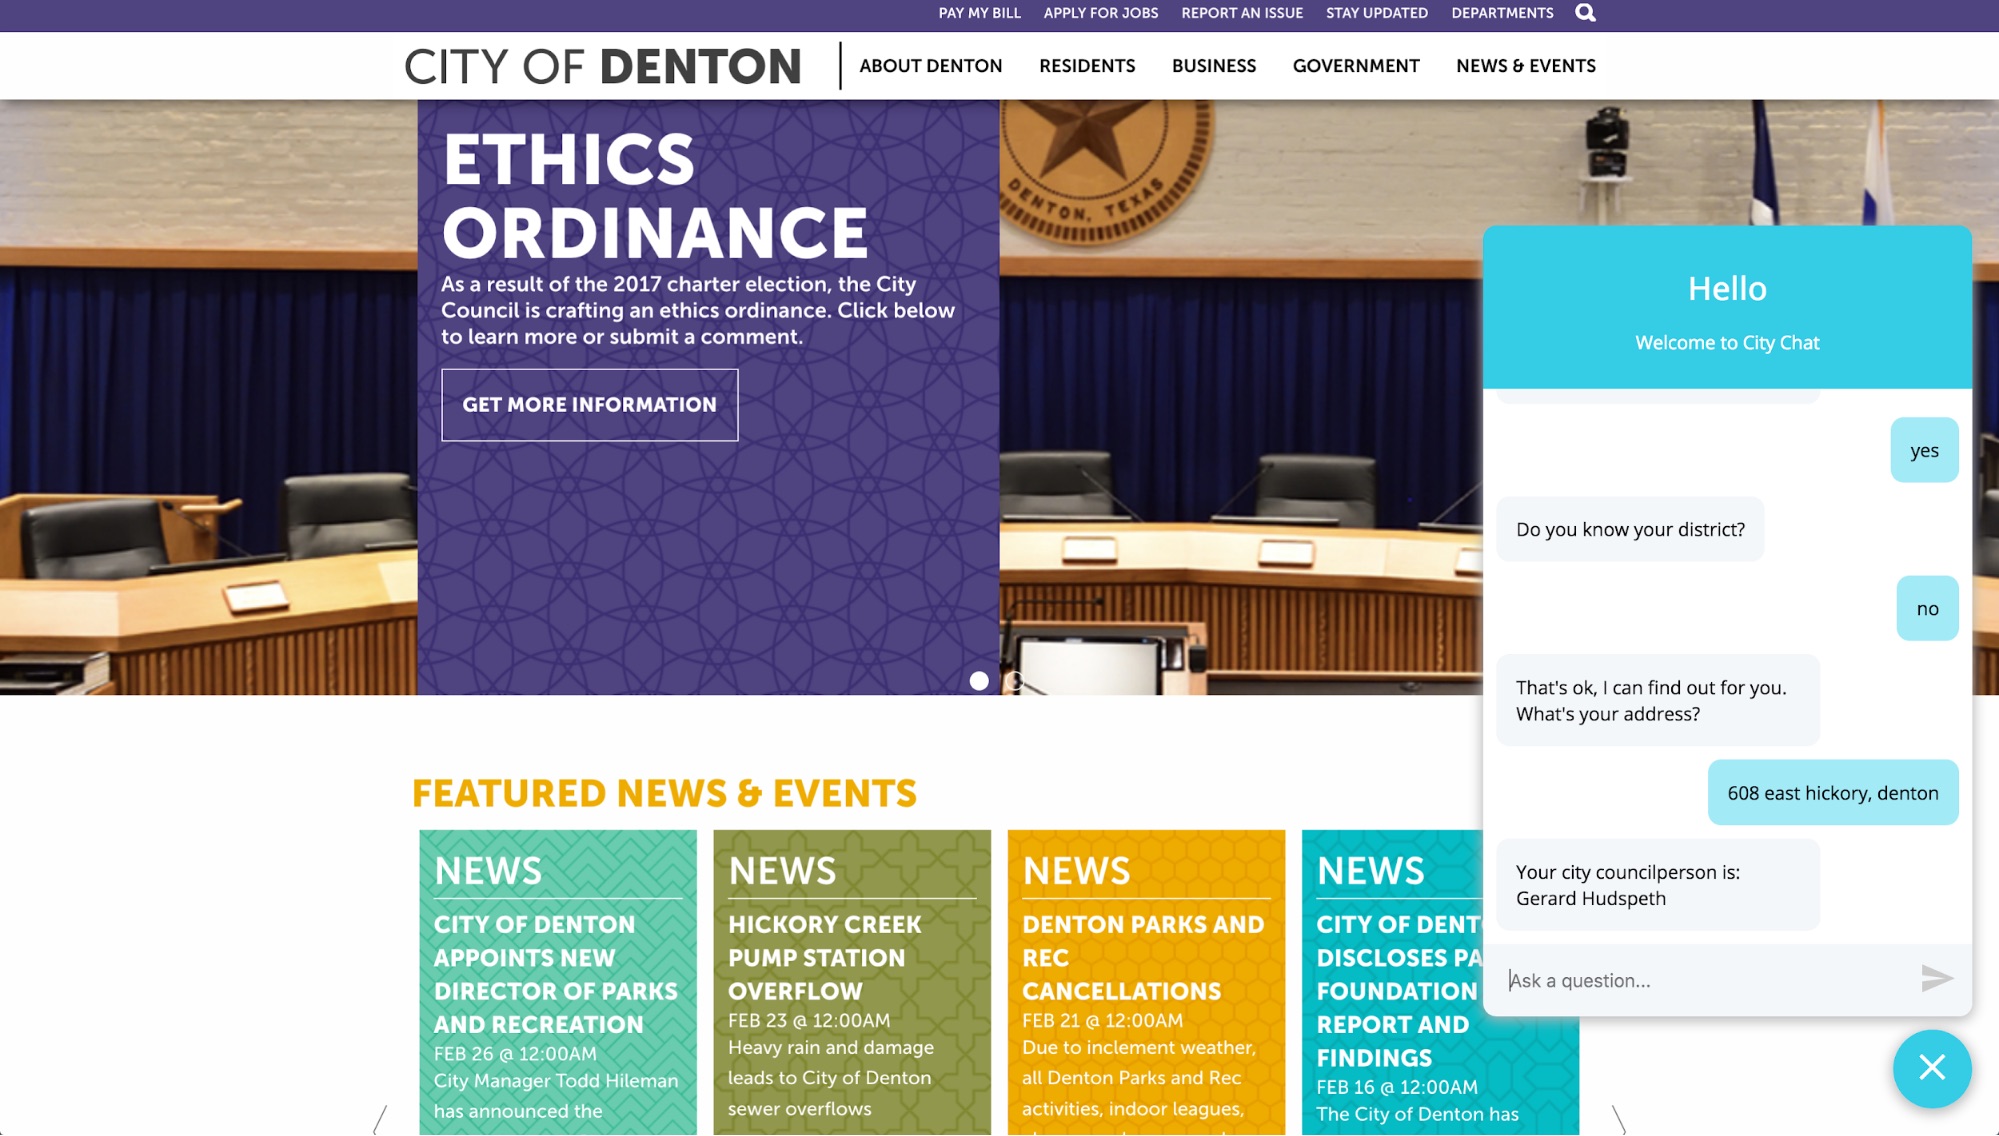 PAY MY BILL APPLY FOR JOBS REPORT AN ISSUE STAY UPDATED DEPARTMENTS
CITY OF DENTON
ABOUT DENTON RESIDENTS BUSINESS GOVERNMENT NEWS & EVENTS
ETHICS
ORDINANCE
As a result of the 2017 charter election, the City
Council is crafting an ethics ordinance. Click below
to learn more or submit a comment.
GET MORE INFORMATION
DENTON, TEXAS
FEATURED NEWS & EVENTS
NEWS
CITY OF DENTON
APPOINTS NEW
DIRECTOR OF PARKS
AND RECREATION
FEB 26 @ 12:00AM
City Manager Todd Hileman
has announced the
NEWS
HICKORY CREEK
PUMP STATION
OVERFLOW
FEB 23 @ 12:00AM
Heavy rain and damage
leads to City of Denton
sewer overflows
NEWS
DENTON PARKS AND
REC
CANCELLATIONS
FEB 21 @ 12:00AM
Due to inclement weather,
all Denton Parks and Rec
activities, indoor leagues,
NEWS
CITY OF DENT
DISCLOSES PA
FOUNDATION
REPORT AND
FINDINGS
FEB 16 @ 12:00AM
The City of Denton has
Hello
Welcome to City Chat
yes
Do you know your district?
no
That's ok, I can find out for you.
What's your address?
608 east hickory, denton
Your city councilperson is:
Gerard Hudspeth
Ask a question...